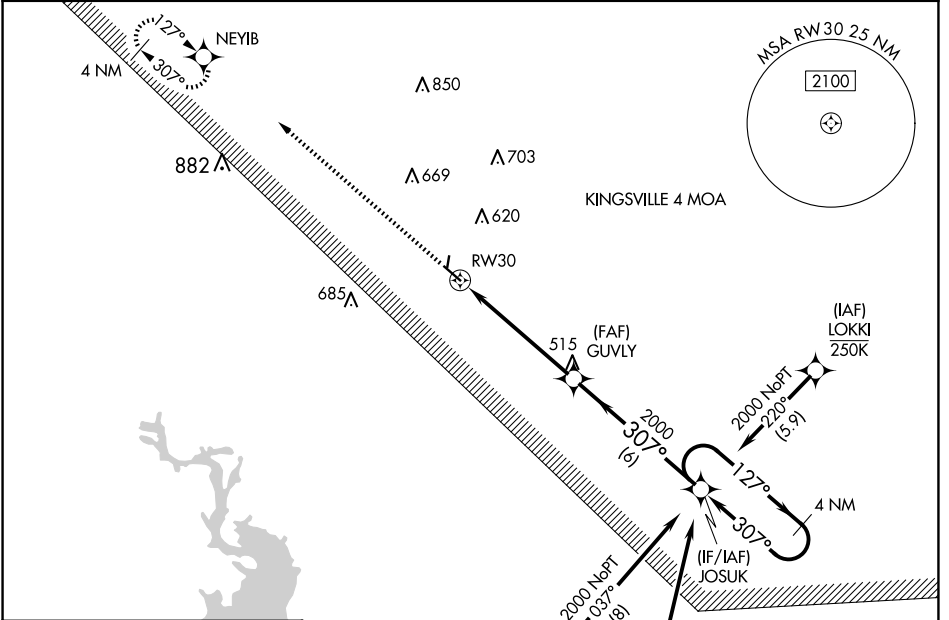 127°
NEYIB
4 NM
307°
MSA RW30 25 NM
2100
850
882
703
669
KINGSVILLE 4 MOA
620
RW30
685
(FAF)
GUVLY
515
(IAF)
LOKKI
250K
2000 NoPT
220°
(5.9)
2000
307°
(6)
127°
4 NM
307°
(IF/IAF)
JOSUK
2000 NoPT
037°
(8)